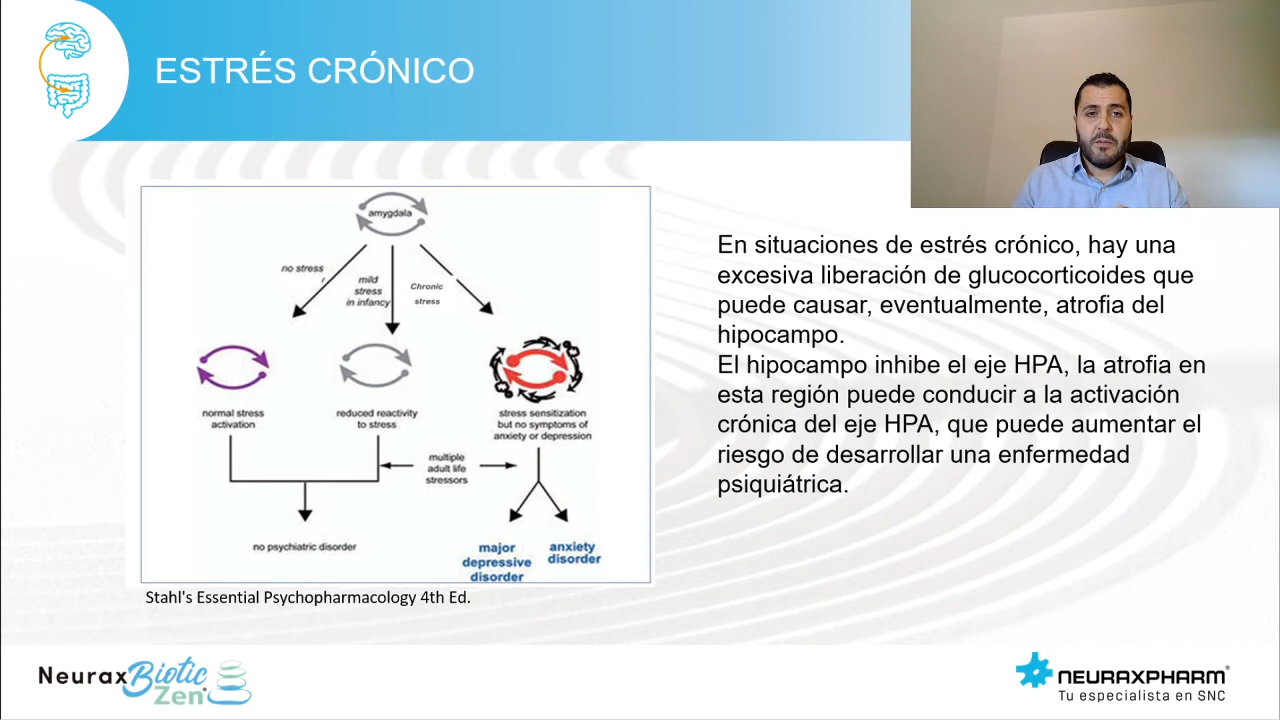 ESTRÉS CRÓNICO
amygdala
no stress
mild
stress
in infancy
Chronic
stress
normal stress
activation
reduced reactivity
to stress
stress sensitization
but no symptoms of
anxiety or depression
multiple
adult life
stressors
no psychiatric disorder
major
depressive
disorder
anxiety
disorder
Stahl's Essential Psychopharmacology 4th Ed.
En situaciones de estrés crónico, hay una
excesiva liberación de glucocorticoides que
puede causar, eventualmente, atrofia del
hipocampo.
El hipocampo inhibe el eje HPA, la atrofia en
esta región puede conducir a la activación
crónica del eje HPA, que puede aumentar el
riesgo de desarrollar una enfermedad
psiquiátrica.
NeuraxBiotic
Zen®
NEURAXPHARM®
Tu especialista en SNC